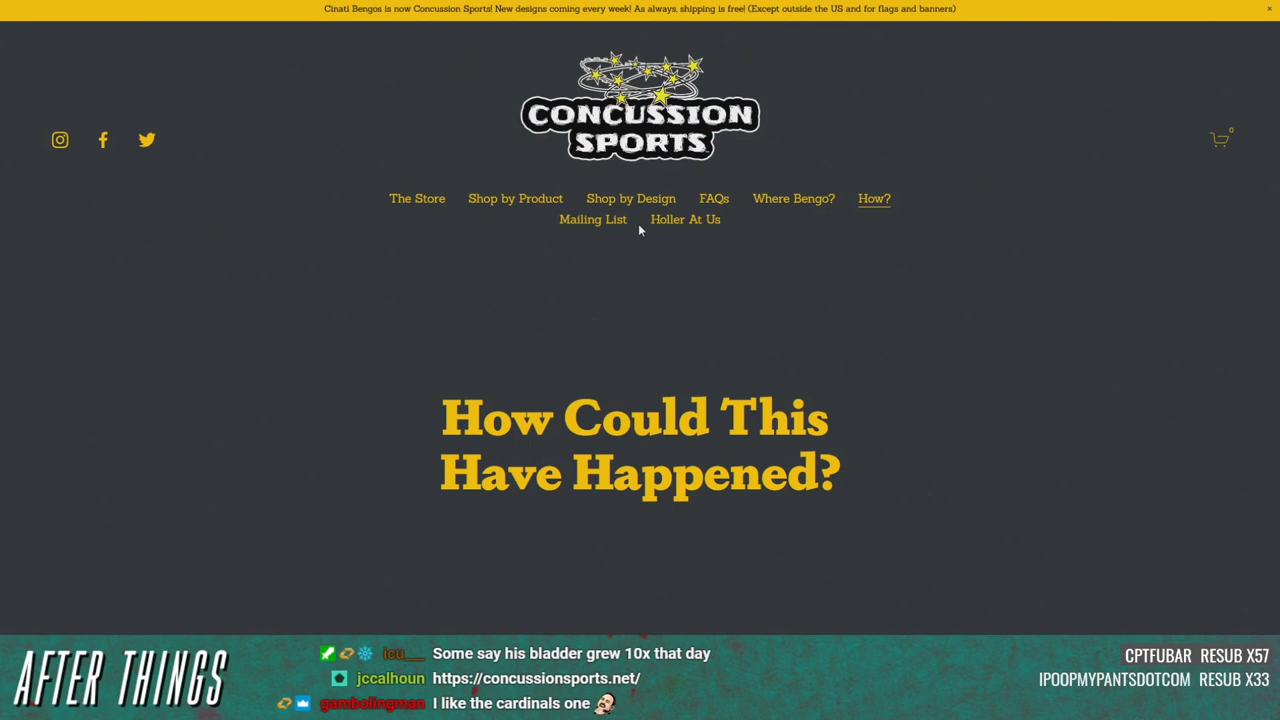 Cinati Bengos is now Concussion Sports! New designs coming every week! As always, shipping is free! (Except outside the US and for flags and banners)
×
CONCUSSION
SPORTS
0
The Store Shop by Product Shop by Design FAQs Where Bengo? How?
Mailing List Holler At Us
How Could This
Have Happened?
AFTER THINGS
icu__ Some say his bladder grew 10x that day
jccalhoun https://concussionsports.net/
gambolingman I like the cardinals one
CPTFUBAR RESUB X57
IPOOPMYPANTSDOTCOM RESUB X33